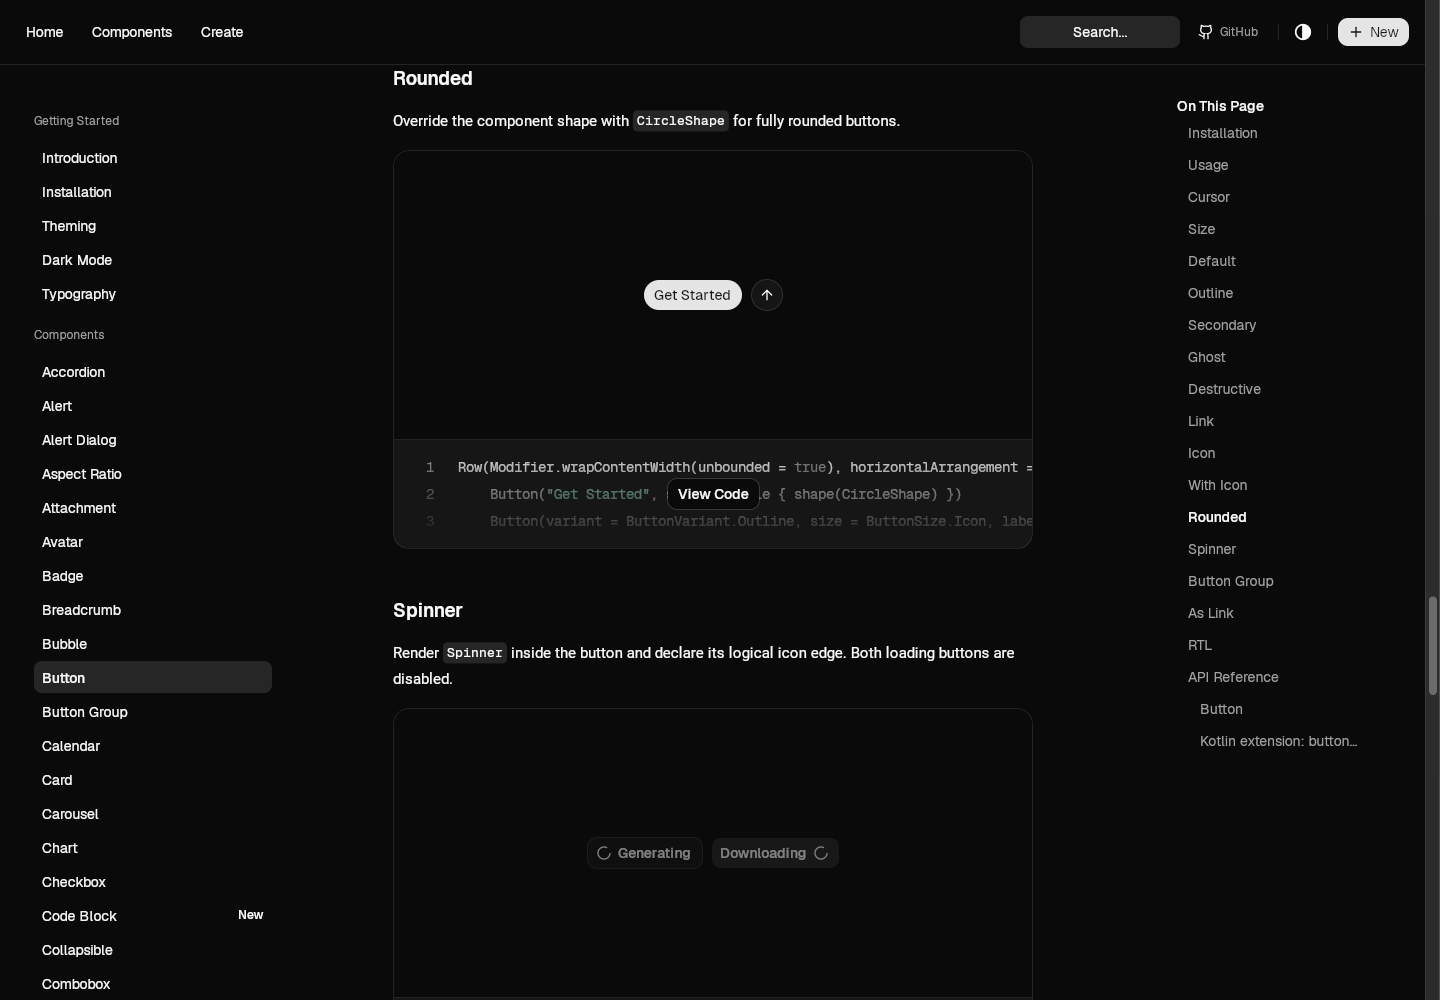 Home
Components
Create
Search...
GitHub
New
Getting Started
Introduction
Installation
Theming
Dark Mode
Typography
Components
Accordion
Alert
Alert Dialog
Aspect Ratio
Attachment
Avatar
Badge
Breadcrumb
Bubble
Button
Button Group
Calendar
Card
Carousel
Chart
Checkbox
Code Block
New
Collapsible
Combobox
Rounded
Override the component shape with CircleShape for fully rounded buttons.
Get Started
1 Row(Modifier.wrapContentWidth(unbounded = true), horizontalArrangement =
2 Button("Get Started", { shape(CircleShape) })
View Code
3 Button(variant = ButtonVariant.Outline, size = ButtonSize.Icon, labe
Spinner
Render Spinner inside the button and declare its logical icon edge. Both loading buttons are
disabled.
Generating
Downloading
On This Page
Installation
Usage
Cursor
Size
Default
Outline
Secondary
Ghost
Destructive
Link
Icon
With Icon
Rounded
Spinner
Button Group
As Link
RTL
API Reference
Button
Kotlin extension: button...